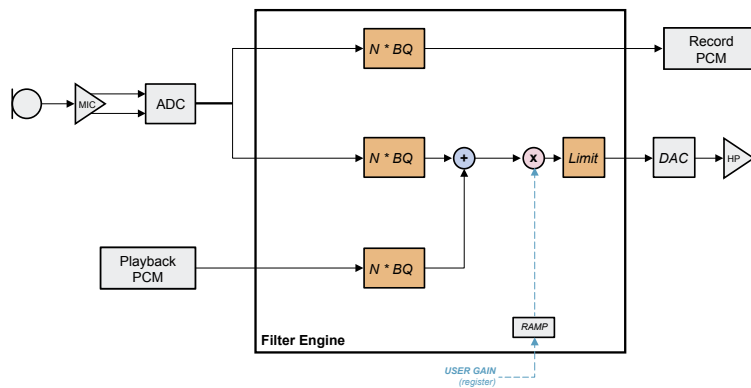 N * BQ
Record
PCM
MIC
ADC
N * BQ
+
x
Limit
DAC
HP
Playback
PCM
N * BQ
RAMP
Filter Engine
USER GAIN
(register)